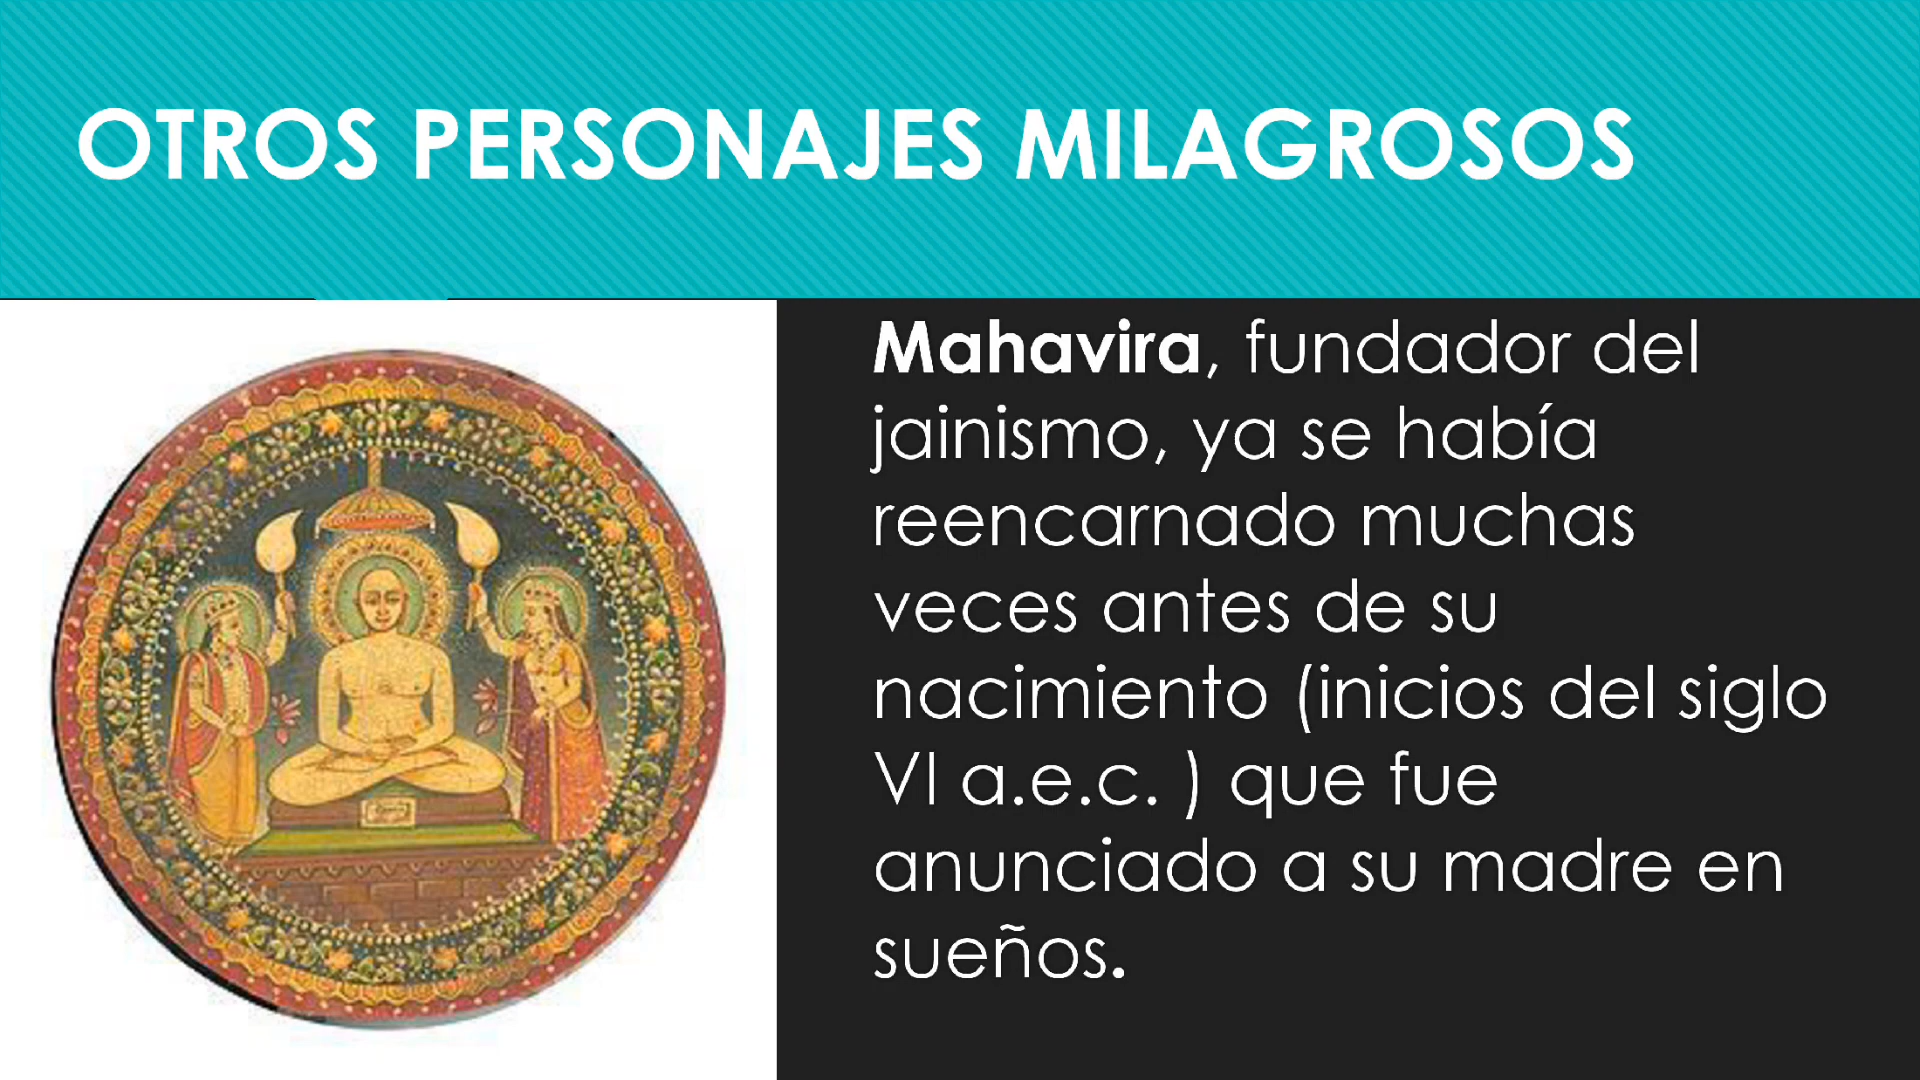 OTROS PERSONAJES MILAGROSOS
Mahavira, fundador del
jainismo, ya se había
reencarnado muchas
veces antes de su
nacimiento (inicios del siglo
VI a.e.c. ) que fue
anunciado a su madre en
sueños.